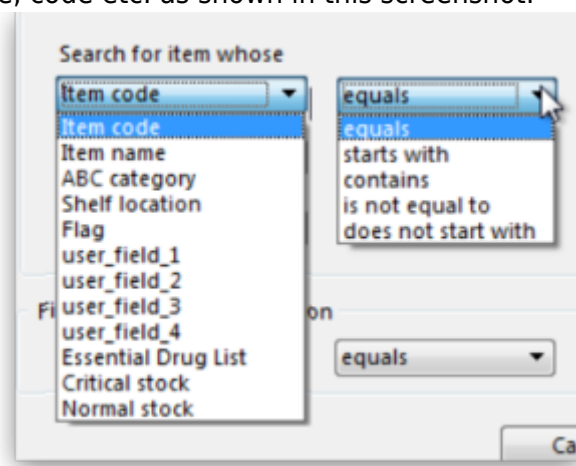 code etc. as shown in this screenshot.
Search for item whose
Item code equals
Item code
Item name
ABC category
Shelf location
Flag
user_field_1
user_field_2
user_field_3
user_field_4
Essential Drug List
Critical stock
Normal stock
equals
starts with
contains
is not equal to
does not start with
equals